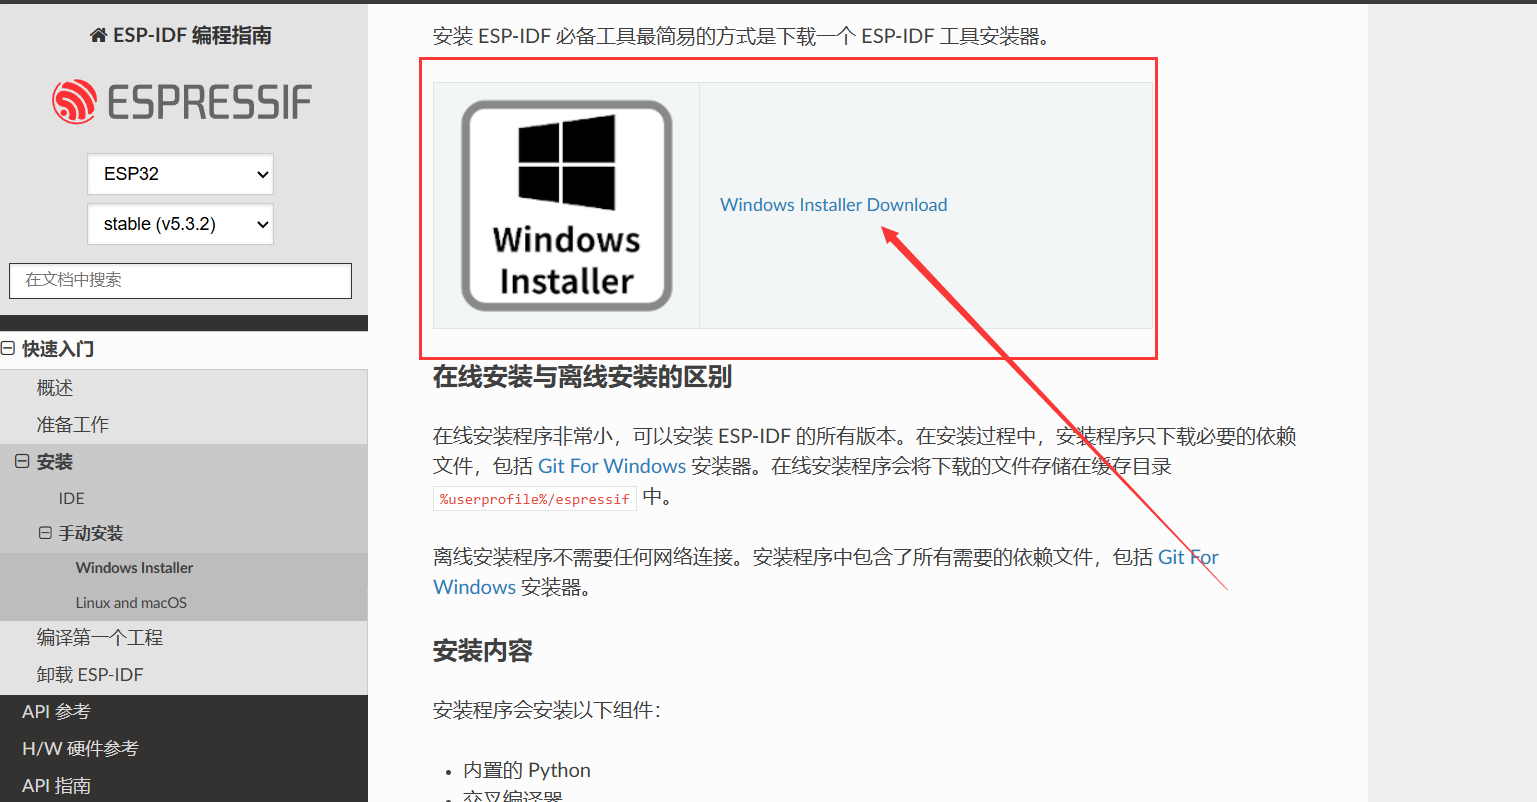 ESP-IDF 编程指南
ESPRESSIF
ESP32
stable (v5.3.2)
在文档中搜索
快速入门
概述
准备工作
安装
IDE
手动安装
Windows Installer
Linux and macOS
编译第一个工程
卸载 ESP-IDF
API 参考
H/W 硬件参考
API 指南
安装 ESP-IDF 必备工具最简易的方式是下载一个 ESP-IDF 工具安装器。
Windows
Installer
Windows Installer Download
在线安装与离线安装的区别
在线安装程序非常小，可以安装 ESP-IDF 的所有版本。在安装过程中，安装程序只下载必要的依赖
文件，包括 Git For Windows 安装器。在线安装程序会将下载的文件存储在缓存目录
%userprofile%/espressif 中。
离线安装程序不需要任何网络连接。安装程序中包含了所有需要的依赖文件，包括 Git For
Windows 安装器。
安装内容
安装程序会安装以下组件：
内置的 Python
交叉编译器